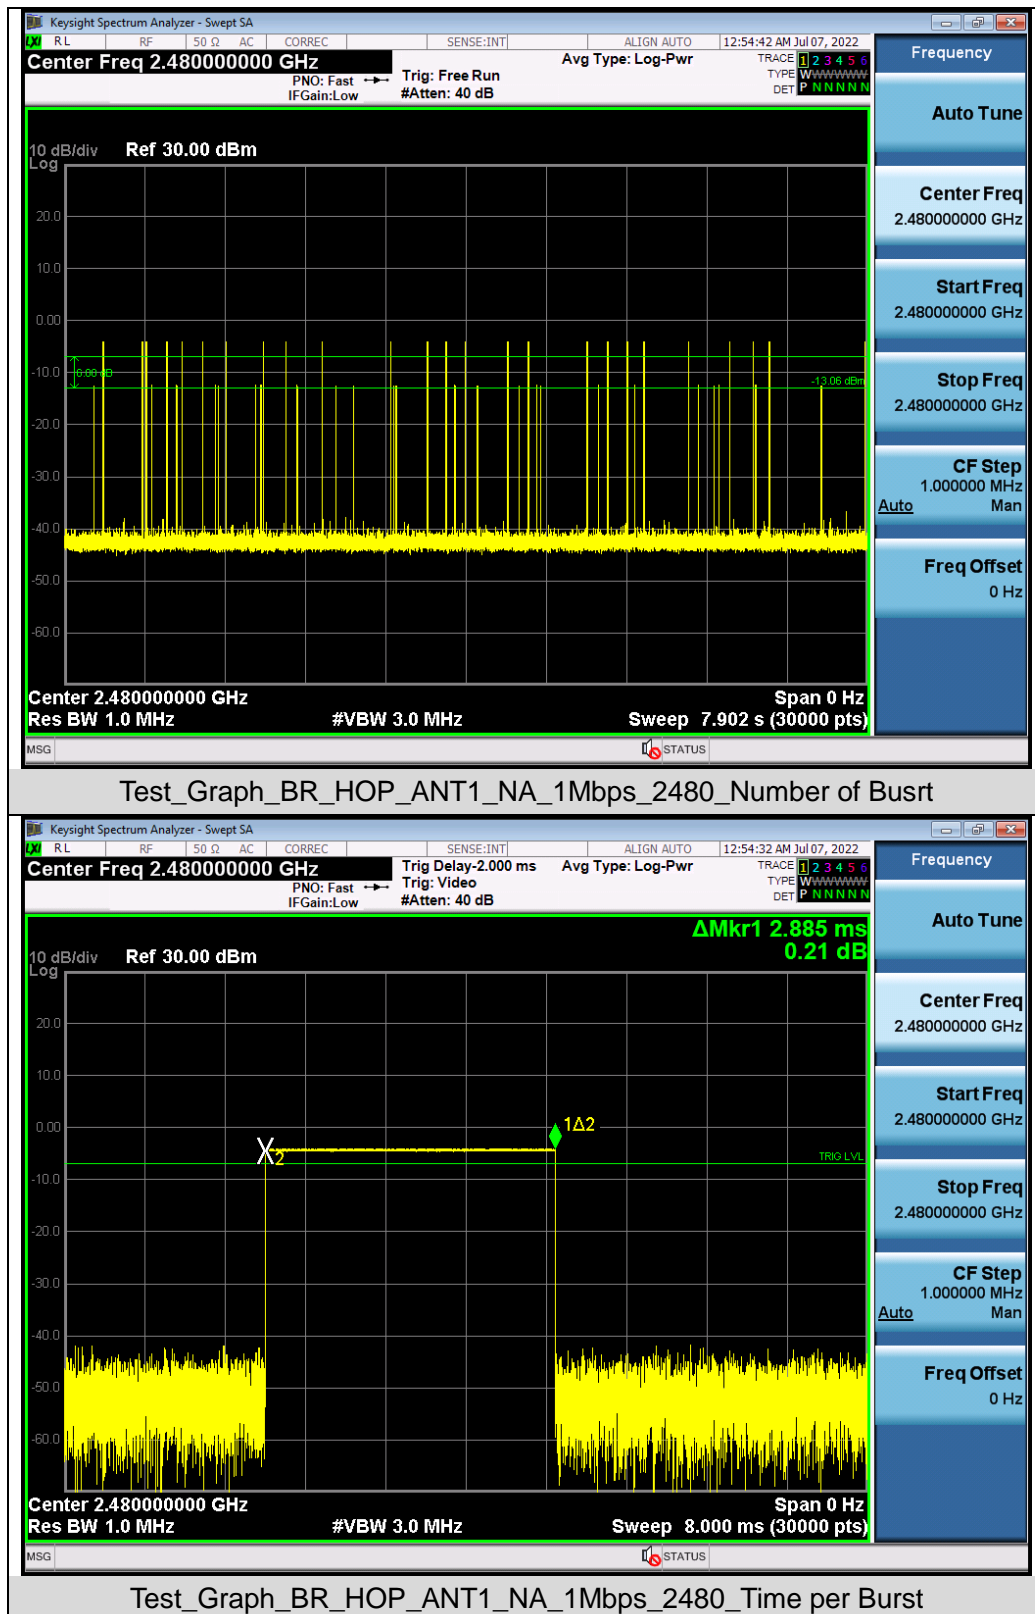 Keysight Spectrum Analyzer - Swept SA
LXI RL RF 50 Ω AC CORREC SENSE:INT ALIGN AUTO 12:54:42 AM Jul 07, 2022
Center Freq 2.480000000 GHz
PNO: Fast
IFGain:Low
Trig: Free Run
#Atten: 40 dB
Avg Type: Log-Pwr
TRACE 1 2 3 4 5 6
TYPE WWWWWW
DET P N N N N N
Frequency
Auto Tune
Center Freq
2.480000000 GHz
Start Freq
2.480000000 GHz
Stop Freq
2.480000000 GHz
CF Step
1.000000 MHz
Auto Man
Freq Offset
0 Hz
10 dB/div Ref 30.00 dBm
Log
20.0
10.0
0.00
-10.0
6.00 dB
-13.06 dBm
-20.0
-30.0
-40.0
-50.0
-60.0
Center 2.480000000 GHz Span 0 Hz
Res BW 1.0 MHz #VBW 3.0 MHz Sweep 7.902 s (30000 pts)
MSG STATUS
Test_Graph_BR_HOP_ANT1_NA_1Mbps_2480_Number of Busrt
Keysight Spectrum Analyzer - Swept SA
LXI RL RF 50 Ω AC CORREC SENSE:INT ALIGN AUTO 12:54:32 AM Jul 07, 2022
Center Freq 2.480000000 GHz
PNO: Fast
IFGain:Low
Trig Delay-2.000 ms
Trig: Video
#Atten: 40 dB
Avg Type: Log-Pwr
TRACE 1 2 3 4 5 6
TYPE WWWWWW
DET P N N N N N
Frequency
Auto Tune
Center Freq
2.480000000 GHz
Start Freq
2.480000000 GHz
Stop Freq
2.480000000 GHz
CF Step
1.000000 MHz
Auto Man
Freq Offset
0 Hz
ΔMkr1 2.885 ms
0.21 dB
10 dB/div Ref 30.00 dBm
Log
20.0
10.0
0.00
1Δ2
X2
TRIG LVL
-10.0
-20.0
-30.0
-40.0
-50.0
-60.0
Center 2.480000000 GHz Span 0 Hz
Res BW 1.0 MHz #VBW 3.0 MHz Sweep 8.000 ms (30000 pts)
MSG STATUS
Test_Graph_BR_HOP_ANT1_NA_1Mbps_2480_Time per Burst